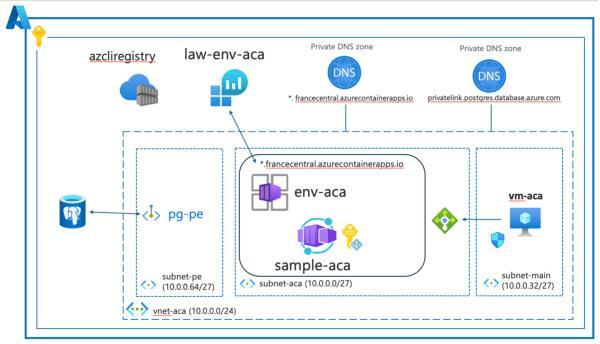 Private DNS zone
Private DNS zone
azcliregistry
law-env-aca
DNS
DNS
*. francecentral.azurecontainerapps.io
privatelink.postgres.database.azure.com
*.francecentral.azurecontainerapps.io
env-aca
vm-aca
pg-pe
sample-aca
subnet-pe
(10.0.0.64/27)
subnet-aca (10.0.0.0/27)
subnet-main
(10.0.0.32/27)
vnet-aca (10.0.0.0/24)